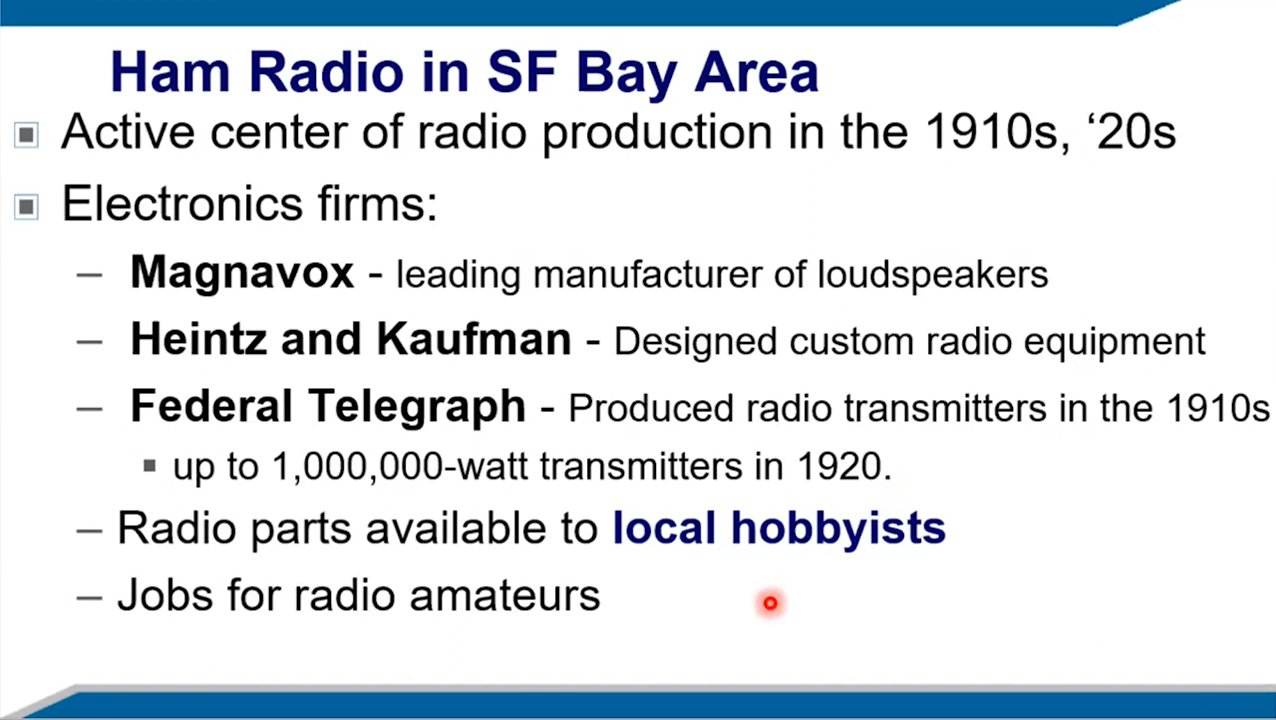 Ham Radio in SF Bay Area
Active center of radio production in the 1910s, ‘20s
Electronics firms:
– Magnavox - leading manufacturer of loudspeakers
– Heintz and Kaufman - Designed custom radio equipment
– Federal Telegraph - Produced radio transmitters in the 1910s
▪ up to 1,000,000-watt transmitters in 1920.
– Radio parts available to local hobbyists
– Jobs for radio amateurs